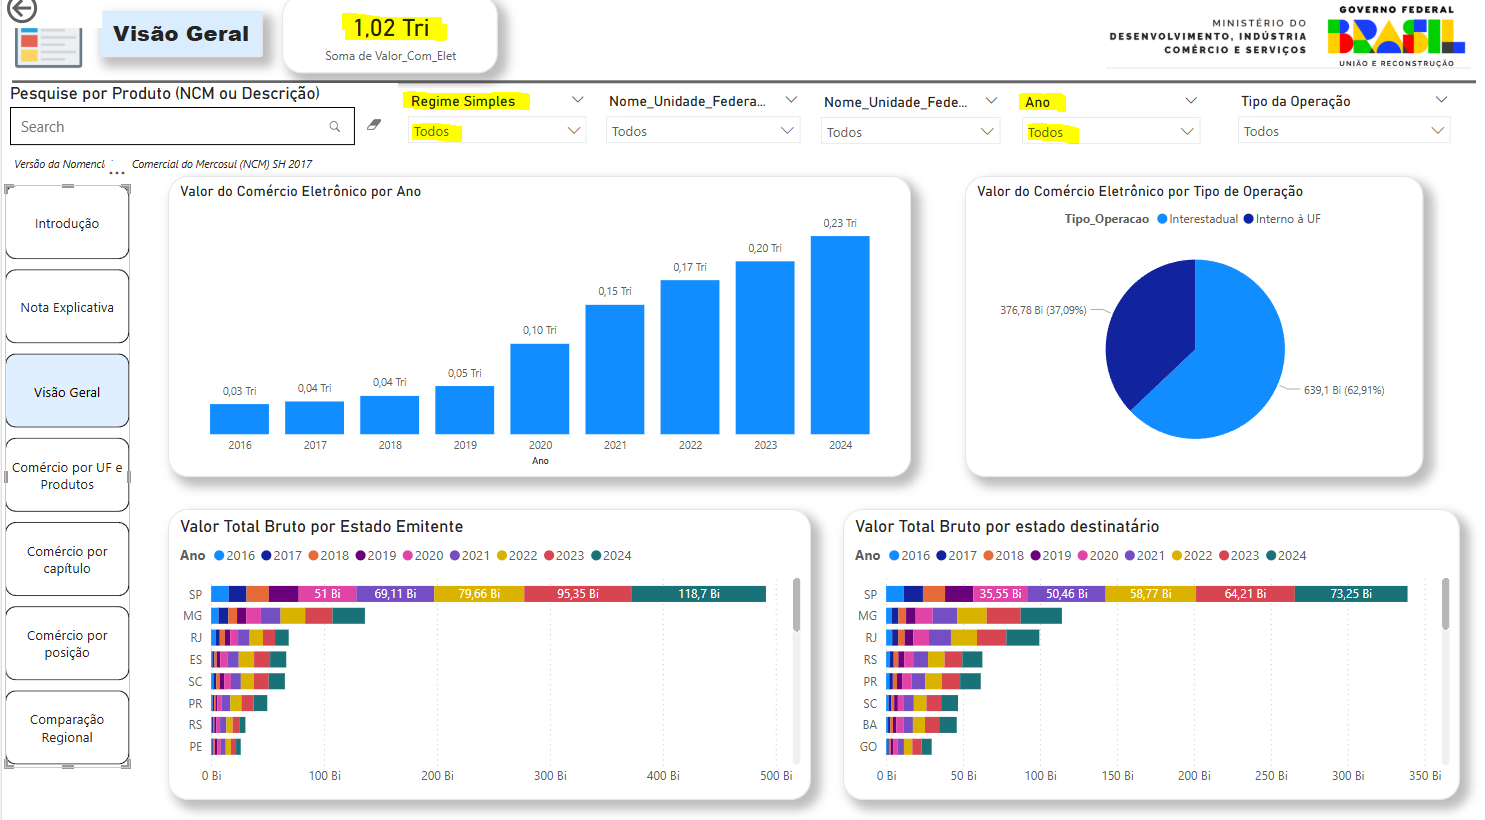 Visão Geral
1,02 Tri
Soma de Valor_Com_Elet
MINISTÉRIO DO
DESENVOLVIMENTO, INDÚSTRIA
COMÉRCIO E SERVIÇOS
GOVERNO FEDERAL
BRASIL
UNIÃO E RECONSTRUÇÃO
Pesquise por Produto (NCM ou Descrição)
Search
Regime Simples
Todos
Nome_Unidade_Federa...
Todos
Nome_Unidade_Fede...
Todos
Ano
Todos
Tipo da Operação
Todos
Versão da Nomencl ... Comercial do Mercosul (NCM) SH 2017
Introdução
Nota Explicativa
Visão Geral
Comércio por UF e
Produtos
Comércio por
capítulo
Comércio por
posição
Comparação
Regional
Valor do Comércio Eletrônico por Ano
0,03 Tri
0,04 Tri
0,04 Tri
0,05 Tri
0,10 Tri
0,15 Tri
0,17 Tri
0,20 Tri
0,23 Tri
2016 2017 2018 2019 2020 2021 2022 2023 2024
Ano
Valor do Comércio Eletrônico por Tipo de Operação
Tipo_Operacao Interestadual Interno à UF
376,78 Bi (37,09%)
639,1 Bi (62,91%)
Valor Total Bruto por Estado Emitente
Ano 2016 2017 2018 2019 2020 2021 2022 2023 2024
SP 51 Bi 69,11 Bi 79,66 Bi 95,35 Bi 118,7 Bi
MG
RJ
ES
SC
PR
RS
PE
0 Bi 100 Bi 200 Bi 300 Bi 400 Bi 500 Bi
Valor Total Bruto por estado destinatário
Ano 2016 2017 2018 2019 2020 2021 2022 2023 2024
SP 35,55 Bi 50,46 Bi 58,77 Bi 64,21 Bi 73,25 Bi
MG
RJ
RS
PR
SC
BA
GO
0 Bi 50 Bi 100 Bi 150 Bi 200 Bi 250 Bi 300 Bi 350 Bi